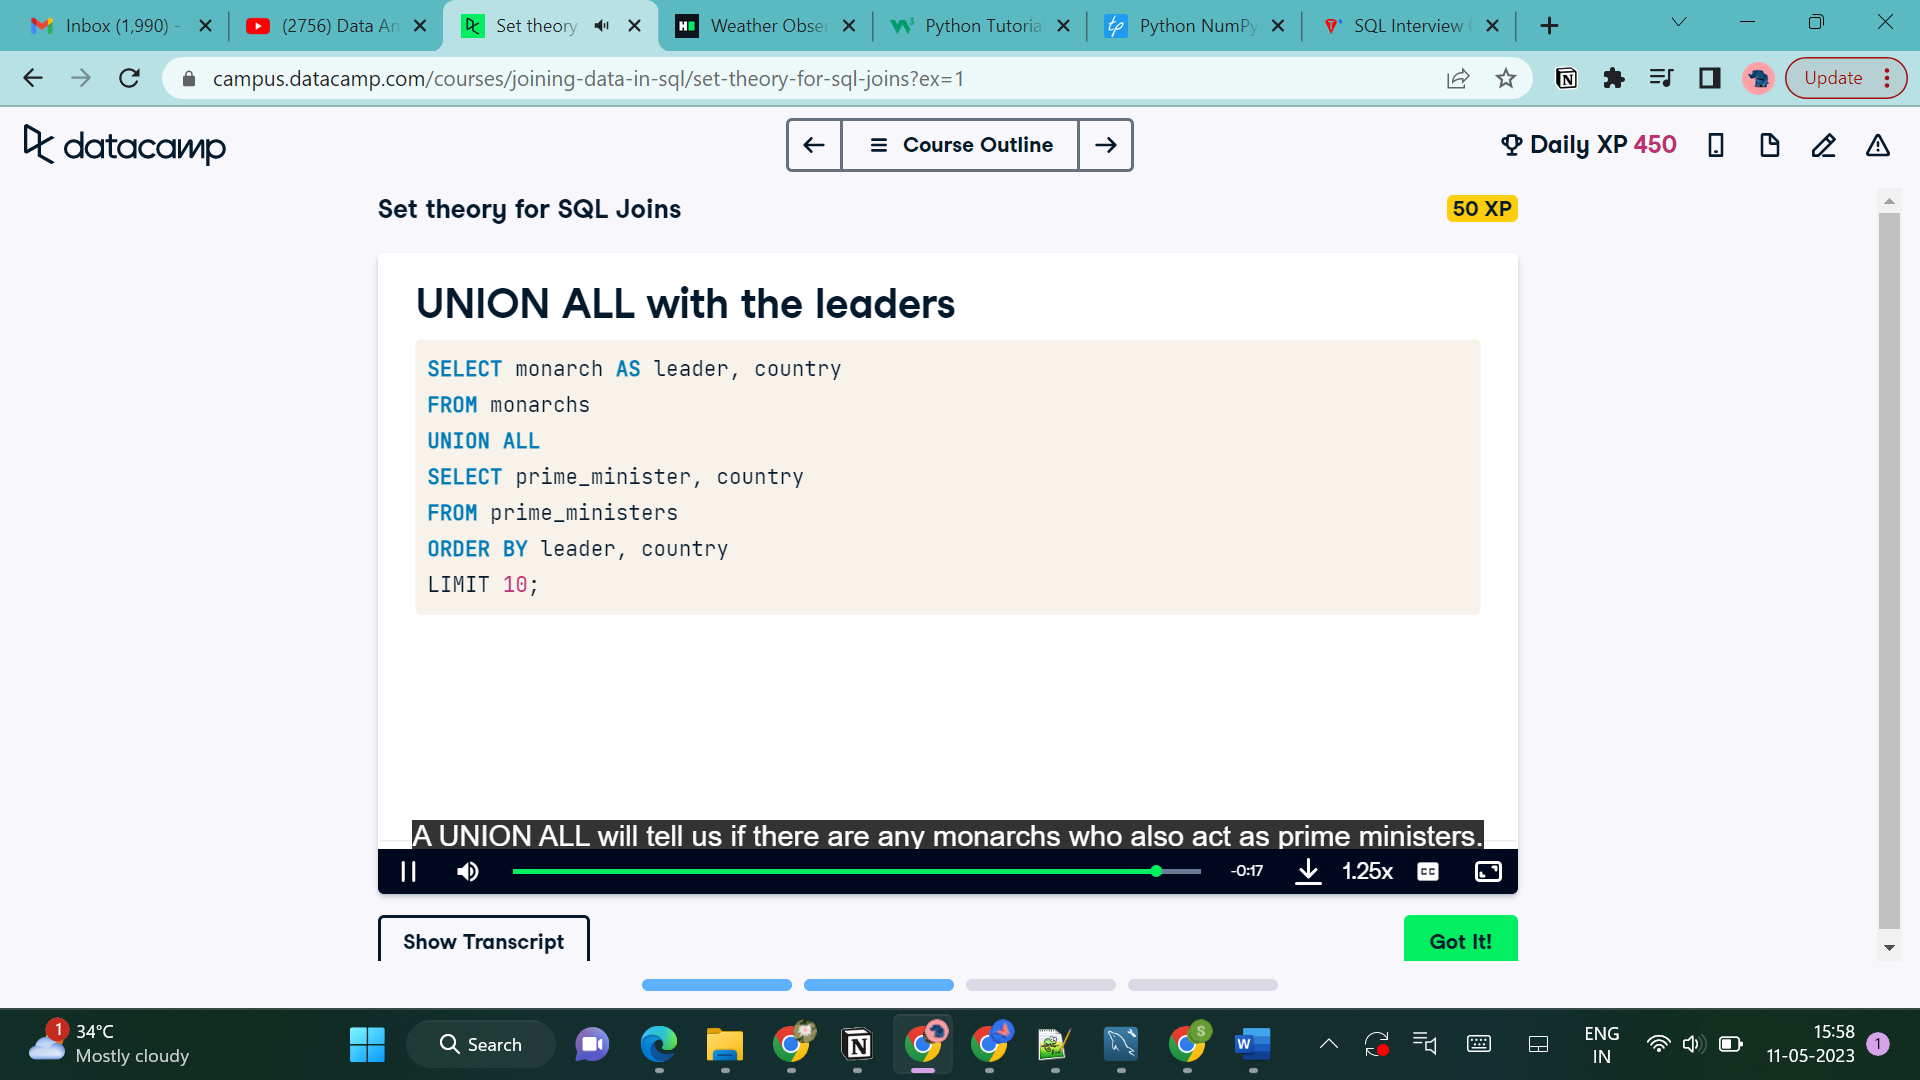 Inbox (1,990) -
(2756) Data An
Set theory
Weather Obser
Python Tutoria
Python NumPy
SQL Interview
campus.datacamp.com/courses/joining-data-in-sql/set-theory-for-sql-joins?ex=1
Update
datacamp
Course Outline
Daily XP 450
Set theory for SQL Joins
50 XP
UNION ALL with the leaders
SELECT monarch AS leader, country
FROM monarchs
UNION ALL
SELECT prime_minister, country
FROM prime_ministers
ORDER BY leader, country
LIMIT 10;
A UNION ALL will tell us if there are any monarchs who also act as prime ministers.
-0:17
1.25x
CC
Show Transcript
Got It!
1
34°C
Mostly cloudy
Search
S
ENG
IN
15:58
11-05-2023
1